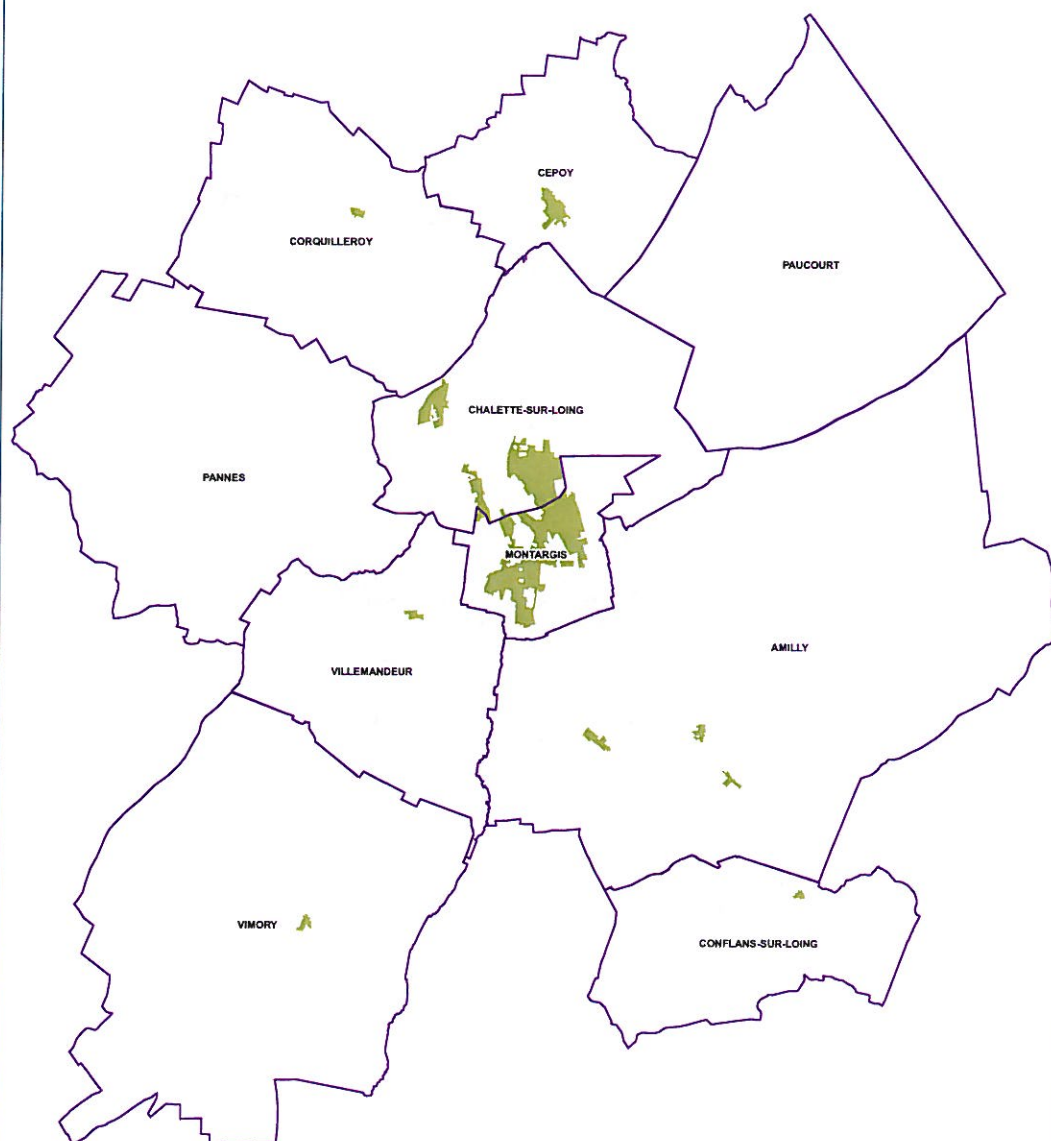 CEPOY
CORQUILLEROY
PAUCOURT
CHALETTE-SUR-LOING
PANNES
MONTARGIS
AMILLY
VILLEMANDEUR
VIMORY
CONFLANS-SUR-LOING